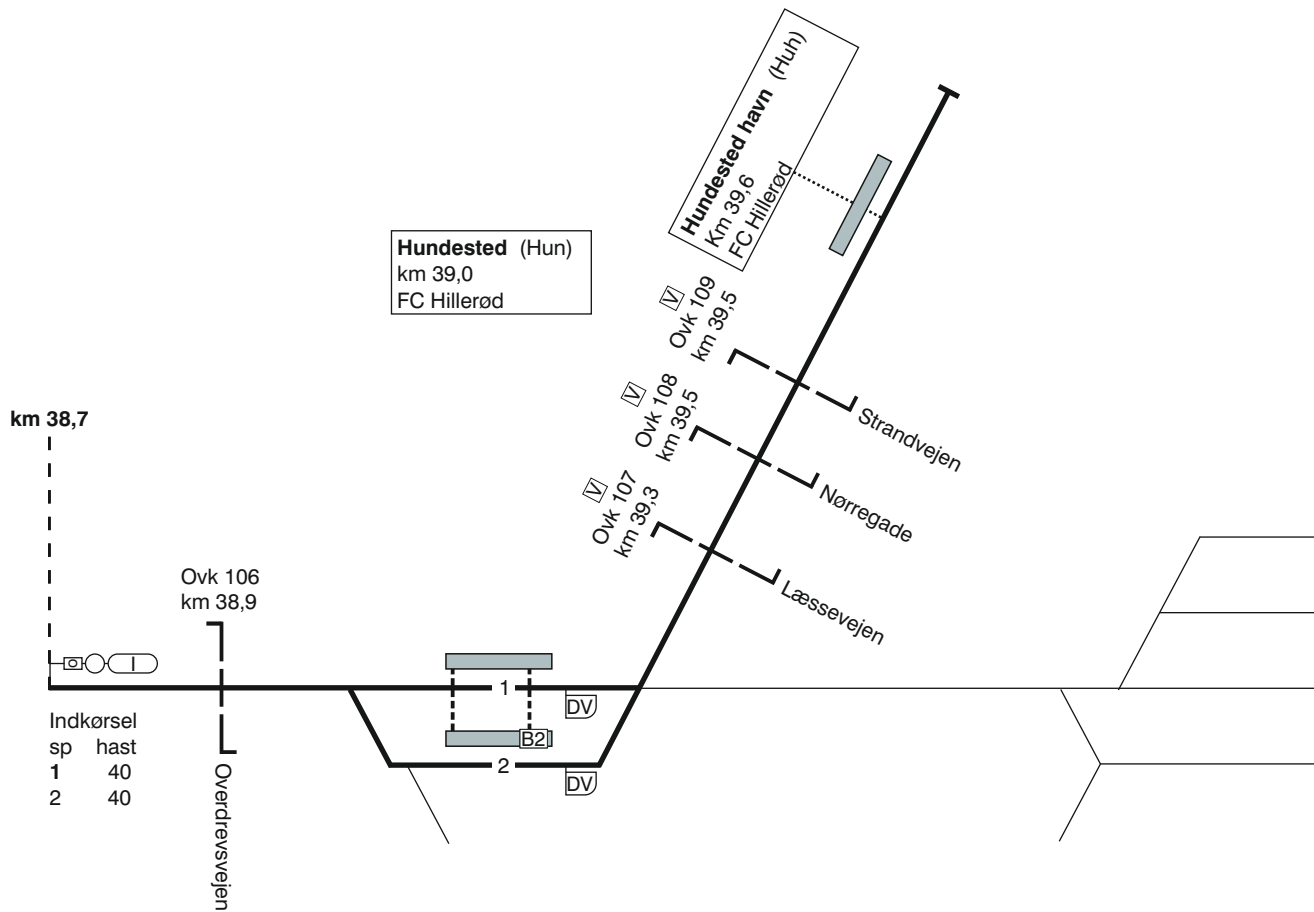 Hundested havn (Huh)
Km 39,6
FC Hillerød
Hundested (Hun)
km 39,0
FC Hillerød
V
Ovk 109
km 39,5
Strandvejen
V
Ovk 108
km 39,5
Nørregade
V
Ovk 107
km 39,3
Læssevejen
km 38,7
Ovk 106
km 38,9
Overdrevsvejen
I
Indkørsel
sp hast
1 40
2 40
1
DV
B2
2
DV